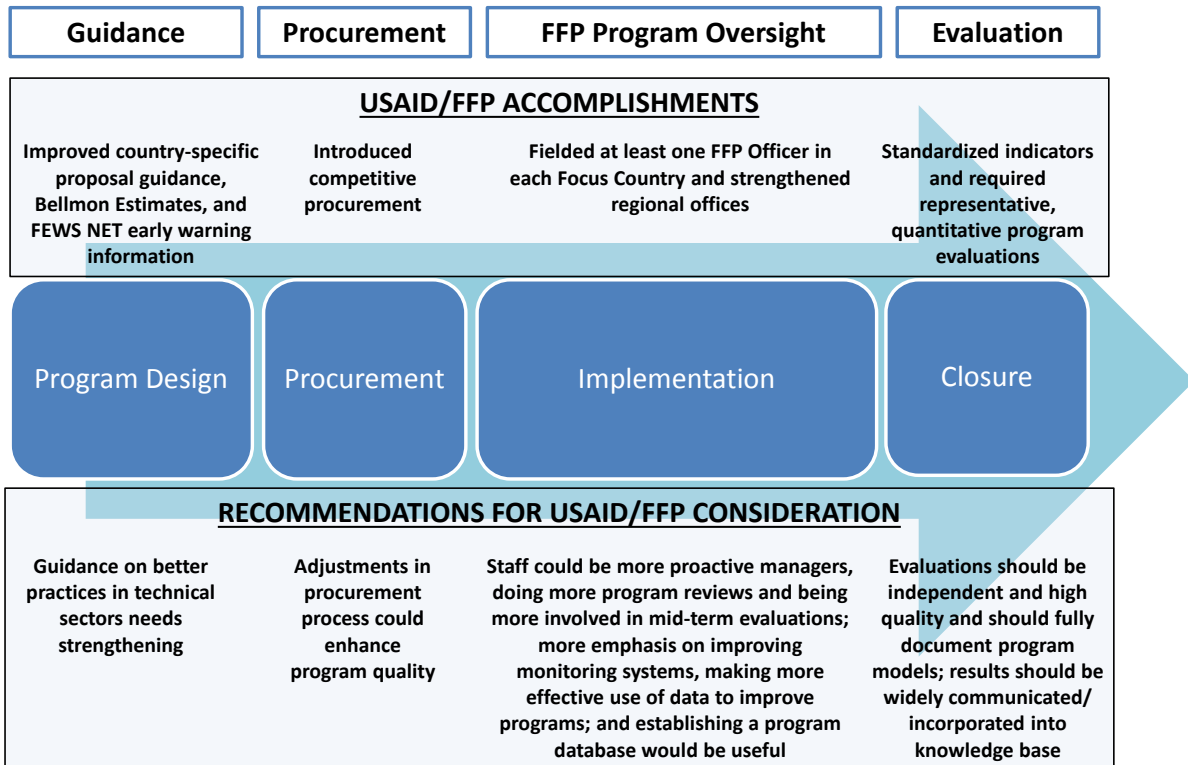 Guidance
Procurement
FFP Program Oversight
Evaluation
USAID/FFP ACCOMPLISHMENTS
Improved country-specific
proposal guidance,
Bellmon Estimates, and
FEWS NET early warning
information
Introduced
competitive
procurement
Fielded at least one FFP Officer in
each Focus Country and strengthened
regional offices
Standardized indicators
and required
representative,
quantitative program
evaluations
Program Design
Procurement
Implementation
Closure
RECOMMENDATIONS FOR USAID/FFP CONSIDERATION
Guidance on better
practices in technical
sectors needs
strengthening
Adjustments in
procurement
process could
enhance
program quality
Staff could be more proactive managers,
doing more program reviews and being
more involved in mid-term evaluations;
more emphasis on improving
monitoring systems, making more
effective use of data to improve
programs; and establishing a program
database would be useful
Evaluations should be
independent and high
quality and should fully
document program
models; results should be
widely communicated/
incorporated into
knowledge base